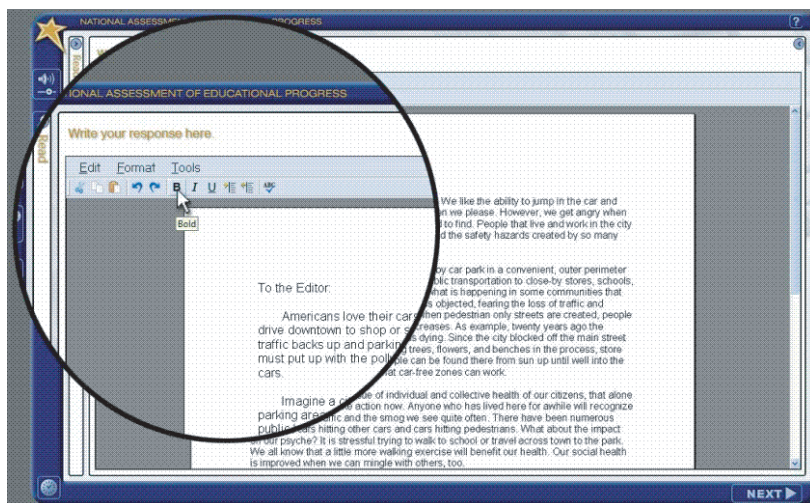 NATIONAL ASSESSM
PROGRESS
?
Read
IONAL ASSESSMENT OF EDUCATIONAL PROGRESS
Write your response here.
Read
Edit Format Tools
B I U ABC
Bold
We like the ability to jump in the car and
we please. However, we get angry when
to find. People that live and work in the city
the safety hazards created by so many
To the Editor:
Americans love their cars
drive downtown to shop or
traffic backs up and parking
must put up with the
cars.
car park in a convenient, outer perimeter
transportation to close-by stores, schools,
what is happening in some communities that
objected, fearing the loss of traffic and
when pedestrian only streets are created, people
creases. As example, twenty years ago the
dying. Since the city blocked off the main street
trees, flowers, and benches in the process, store
can be found there from sun up until well into the
car-free zones can work.
Imagine a
parking
public
of individual and collective health of our citizens, that alone
action now. Anyone who has lived here for awhile will recognize
and the smog we see quite often. There have been numerous
hitting other cars and cars hitting pedestrians. What about the impact
our psyche? It is stressful trying to walk to school or travel across town to the park.
We all know that a little more walking exercise will benefit our health. Our social health
is improved when we can mingle with others, too.
NEXT